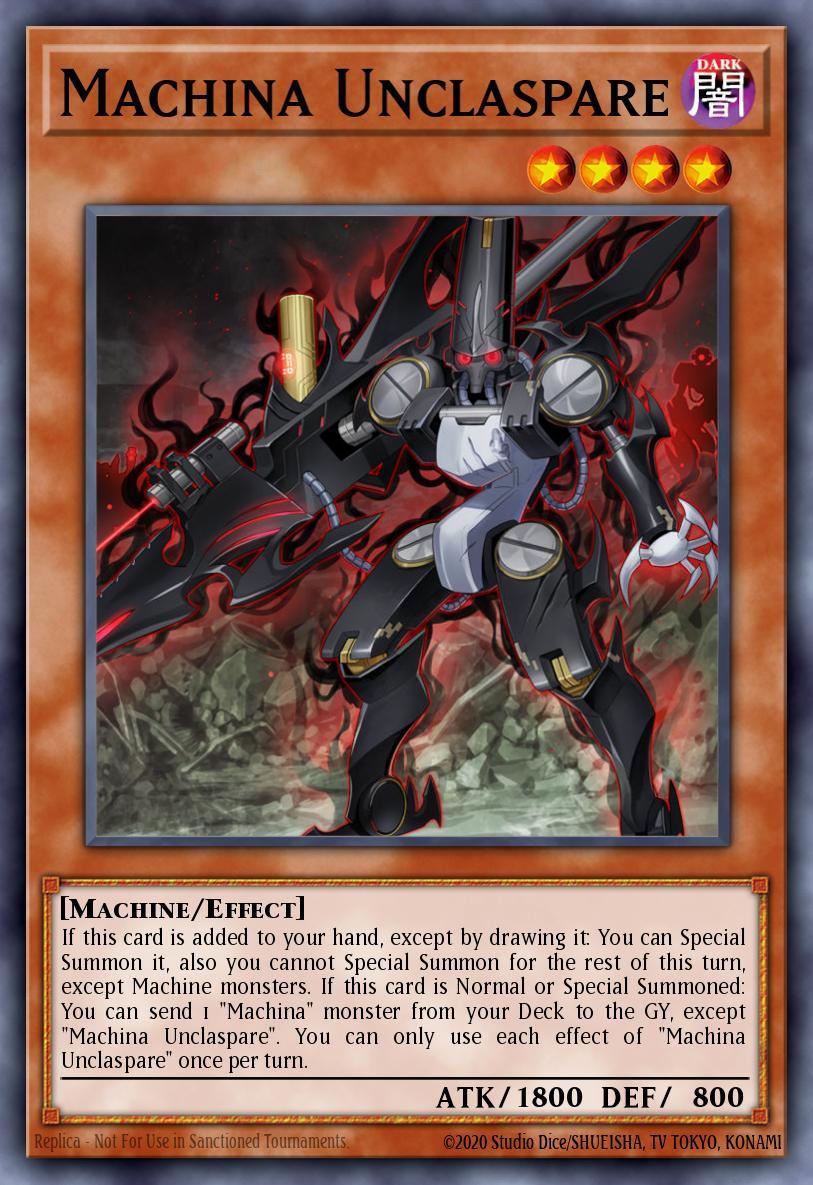 Machina Unclaspare
DARK
闇
[Machine/Effect]
If this card is added to your hand, except by drawing it: You can Special
Summon it, also you cannot Special Summon for the rest of this turn,
except Machine monsters. If this card is Normal or Special Summoned:
You can send 1 "Machina" monster from your Deck to the GY, except
"Machina Unclaspare". You can only use each effect of "Machina
Unclaspare" once per turn.
ATK/1800 DEF/ 800
Replica - Not For Use in Sanctioned Tournaments.
©2020 Studio Dice/SHUEISHA, TV TOKYO, KONAMI